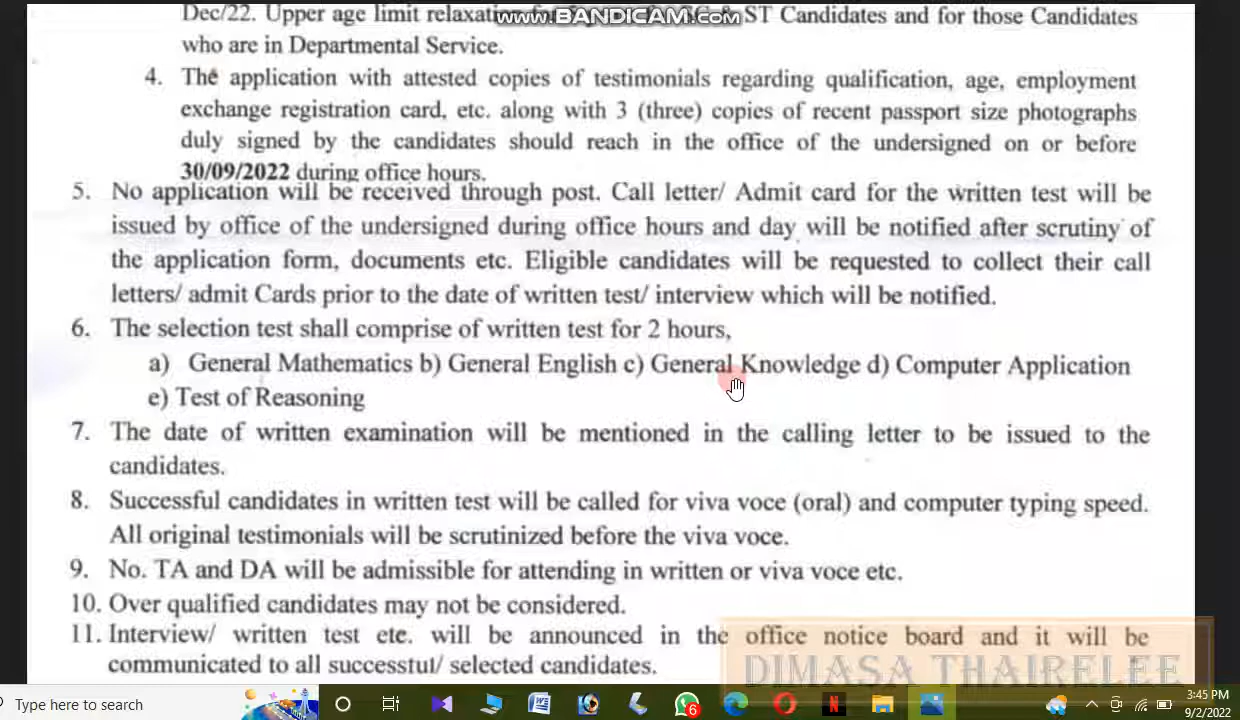 www.BANDICAM.com
Dec/22. Upper age limit relaxation ST Candidates and for those Candidates
who are in Departmental Service.
4. The application with attested copies of testimonials regarding qualification, age, employment
exchange registration card, etc. along with 3 (three) copies of recent passport size photographs
duly signed by the candidates should reach in the office of the undersigned on or before
30/09/2022 during office hours.
5. No application will be received through post. Call letter/ Admit card for the written test will be
issued by office of the undersigned during office hours and day will be notified after scrutiny of
the application form, documents etc. Eligible candidates will be requested to collect their call
letters/ admit Cards prior to the date of written test/ interview which will be notified.
6. The selection test shall comprise of written test for 2 hours,
a) General Mathematics b) General English c) General Knowledge d) Computer Application
e) Test of Reasoning
7. The date of written examination will be mentioned in the calling letter to be issued to the
candidates.
8. Successful candidates in written test will be called for viva voce (oral) and computer typing speed.
All original testimonials will be scrutinized before the viva voce.
9. No. TA and DA will be admissible for attending in written or viva voce etc.
10. Over qualified candidates may not be considered.
11. Interview/ written test etc. will be announced in the office notice board and it will be
communicated to all successful/ selected candidates.
DIMASA THAIRELEE
Type here to search
6
3:45 PM
9/2/2022